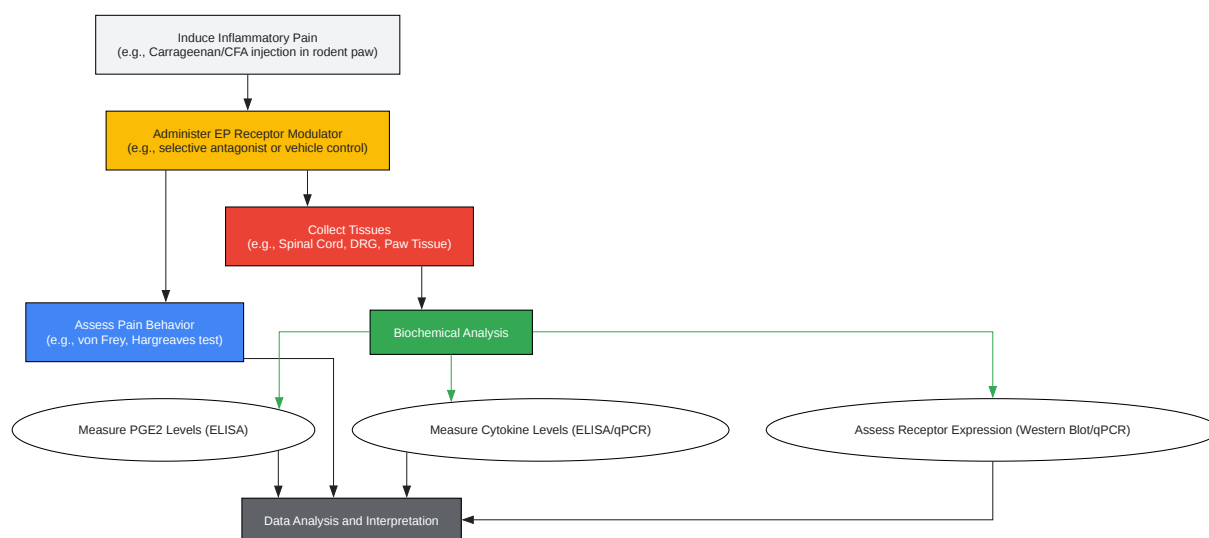 Induce Inflammatory Pain
(e.g., Carrageenan/CFA injection in rodent paw)
Administer EP Receptor Modulator
(e.g., selective antagonist or vehicle control)
Collect Tissues
(e.g., Spinal Cord, DRG, Paw Tissue)
Assess Pain Behavior
(e.g., von Frey, Hargreaves test)
Biochemical Analysis
Measure PGE2 Levels (ELISA)
Measure Cytokine Levels (ELISA/qPCR)
Assess Receptor Expression (Western Blot/qPCR)
Data Analysis and Interpretation